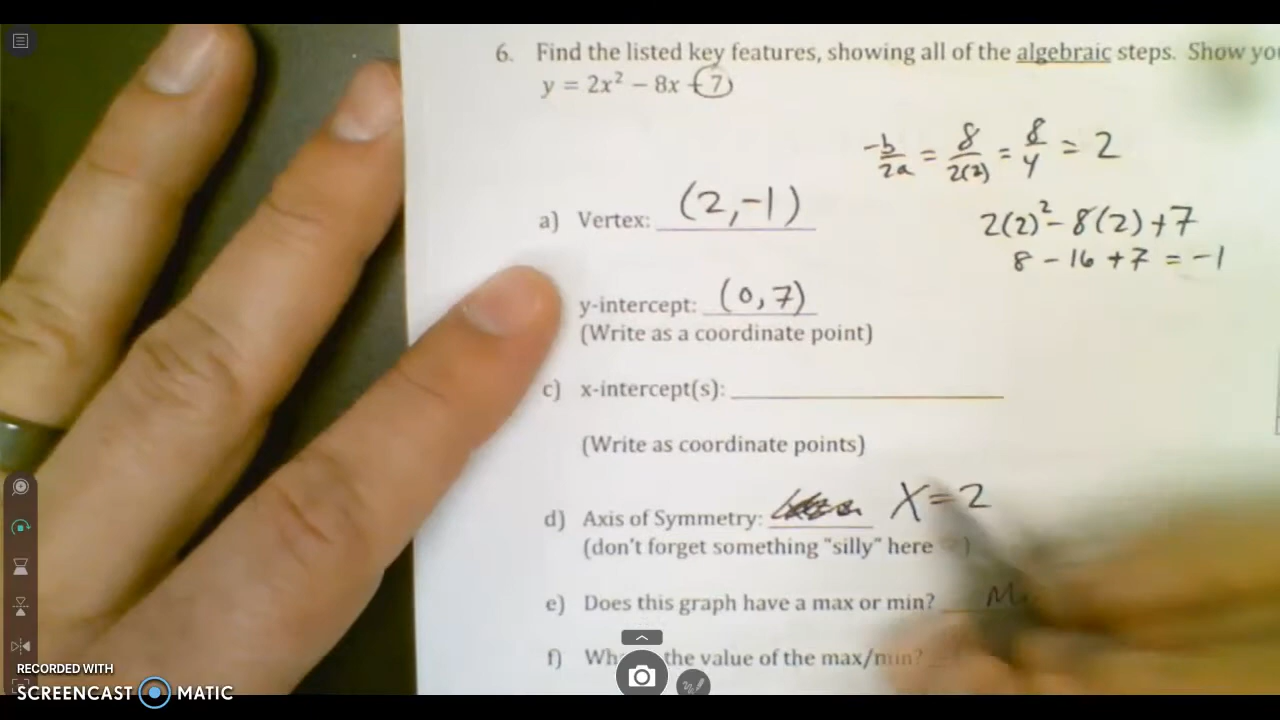 6. Find the listed key features, showing all of the algebraic steps. Show yo
y = 2x² − 8x + 7
-b/2a = 8/2(2) = 8/4 = 2
a) Vertex: (2,-1)
2(2)² - 8(2) + 7
8 - 16 + 7 = -1
y-intercept: (0,7)
(Write as a coordinate point)
c) x-intercept(s):
(Write as coordinate points)
d) Axis of Symmetry: X=2
(don't forget something "silly" here )
e) Does this graph have a max or min? M
f) the value of the max/min?
RECORDED WITH
SCREENCAST MATIC